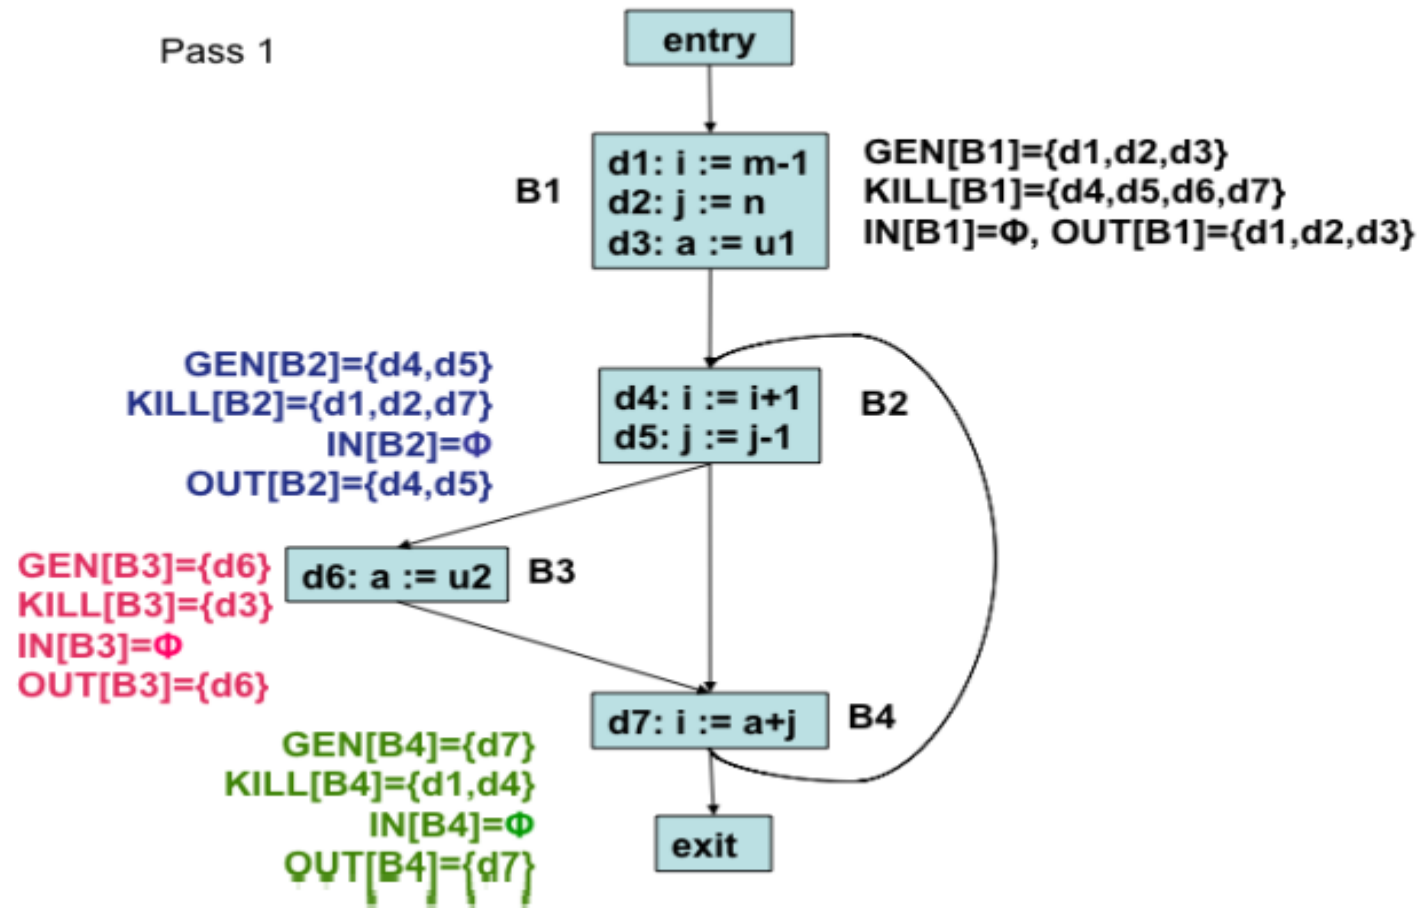 Pass 1
entry
B1
d1: i := m-1
d2: j := n
d3: a := u1
GEN[B1]={d1,d2,d3}
KILL[B1]={d4,d5,d6,d7}
IN[B1]=Φ, OUT[B1]={d1,d2,d3}
GEN[B2]={d4,d5}
KILL[B2]={d1,d2,d7}
IN[B2]=Φ
OUT[B2]={d4,d5}
d4: i := i+1
d5: j := j-1
B2
GEN[B3]={d6}
KILL[B3]={d3}
IN[B3]=Φ
OUT[B3]={d6}
d6: a := u2
B3
d7: i := a+j
B4
GEN[B4]={d7}
KILL[B4]={d1,d4}
IN[B4]=Φ
OUT[B4]={d7}
exit